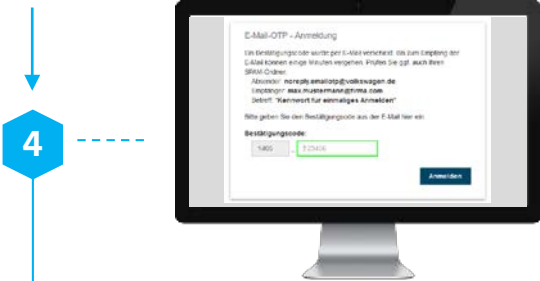 E-Mail-OTP - Anmeldung
Ein Bestätigungscode wurde per E-Mail verschickt. Bis zum Empfang der
E-Mail können einige Minuten vergehen. Prüfen Sie ggf. auch Ihren
SPAM-Ordner.
Absender: noreply.emailotp@volkswagen.de
Empfänger: max.mustermann@firma.com
Betreff: "Kennwort für einmaliges Anmelden"
Bitte geben Sie den Bestätigungscode aus der E-Mail hier ein:
4
Bestätigungscode:
123456
Anmelden